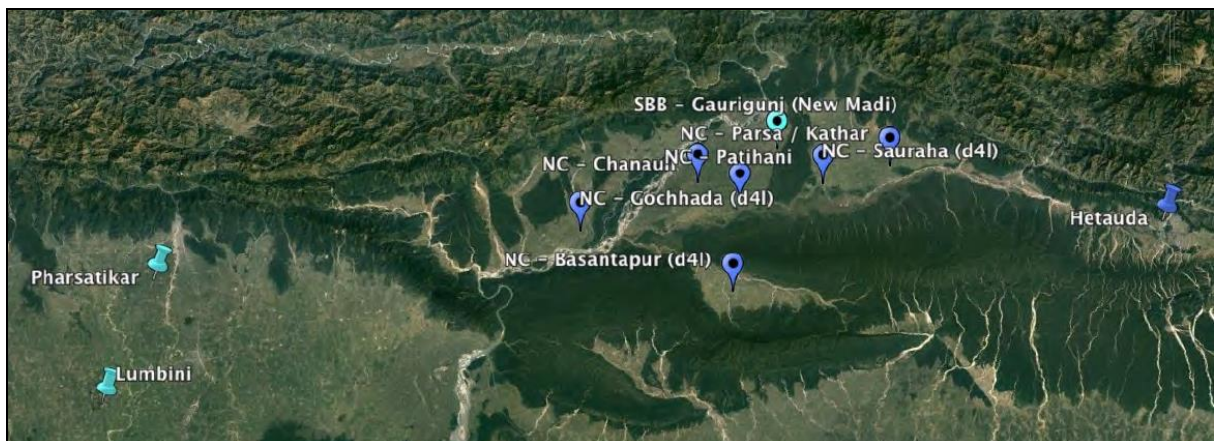 SBB - Gaurigunj (New Madi)
NC - Parsa / Kathar
NC - Chanauli
NC - Patihani
NC - Sauraha (d4l)
NC - Gochhada (d4l)
Hetauda
NC - Basantapur (d4l)
Pharsatikar
Lumbini